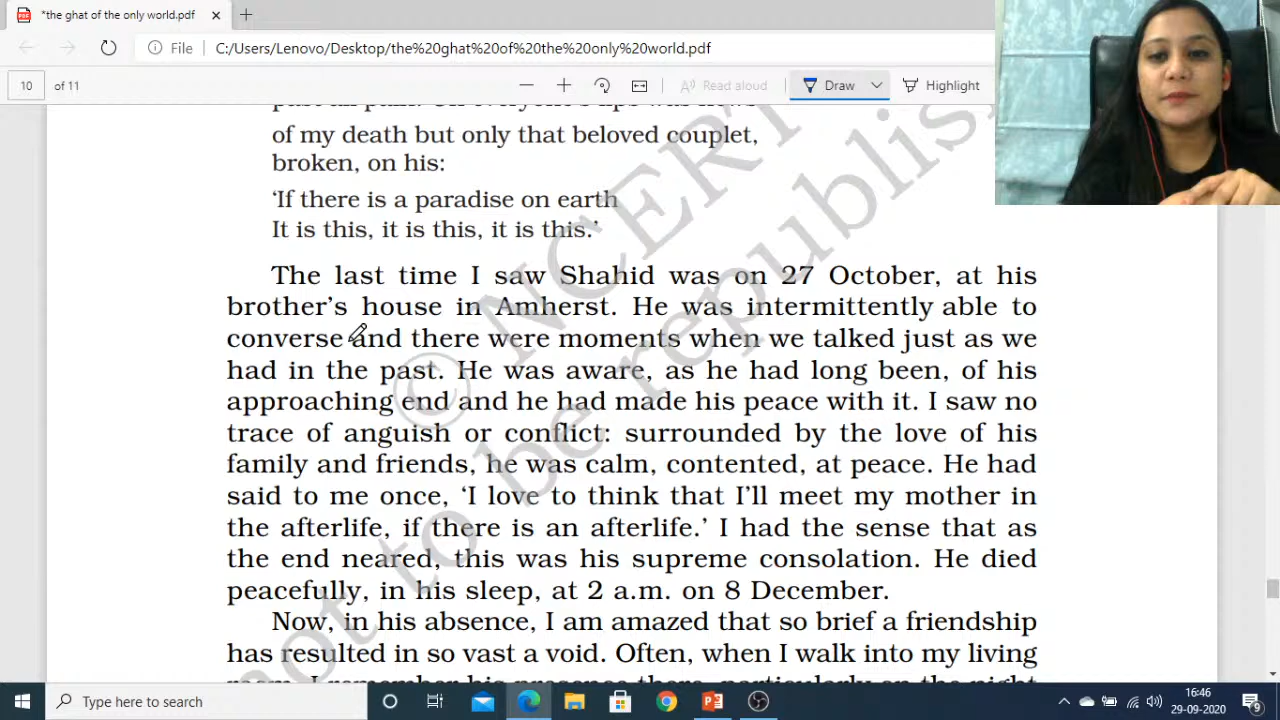 *the ghat of the only world.pdf
File C:/Users/Lenovo/Desktop/the%20ghat%20of%20the%20only%20world.pdf
10 of 11 Read aloud Draw Highlight
of my death but only that beloved couplet,
broken, on his:
‘If there is a paradise on earth
It is this, it is this, it is this.’
The last time I saw Shahid was on 27 October, at his
brother’s house in Amherst. He was intermittently able to
converse and there were moments when we talked just as we
had in the past. He was aware, as he had long been, of his
approaching end and he had made his peace with it. I saw no
trace of anguish or conflict: surrounded by the love of his
family and friends, he was calm, contented, at peace. He had
said to me once, ‘I love to think that I’ll meet my mother in
the afterlife, if there is an afterlife.’ I had the sense that as
the end neared, this was his supreme consolation. He died
peacefully, in his sleep, at 2 a.m. on 8 December.
Now, in his absence, I am amazed that so brief a friendship
has resulted in so vast a void. Often, when I walk into my living
© NCERT
not to be republis
Type here to search
16:46
29-09-2020
9